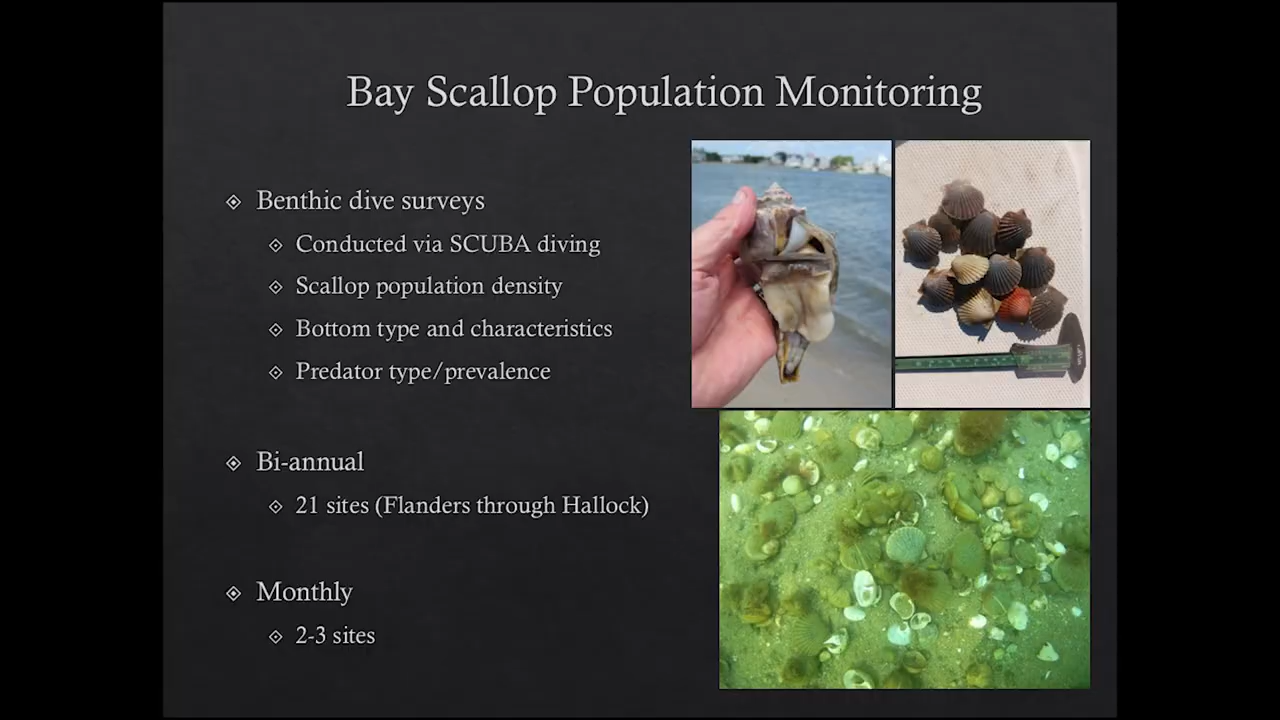 Bay Scallop Population Monitoring
Benthic dive surveys
Conducted via SCUBA diving
Scallop population density
Bottom type and characteristics
Predator type/prevalence
Bi-annual
21 sites (Flanders through Hallock)
Monthly
2-3 sites